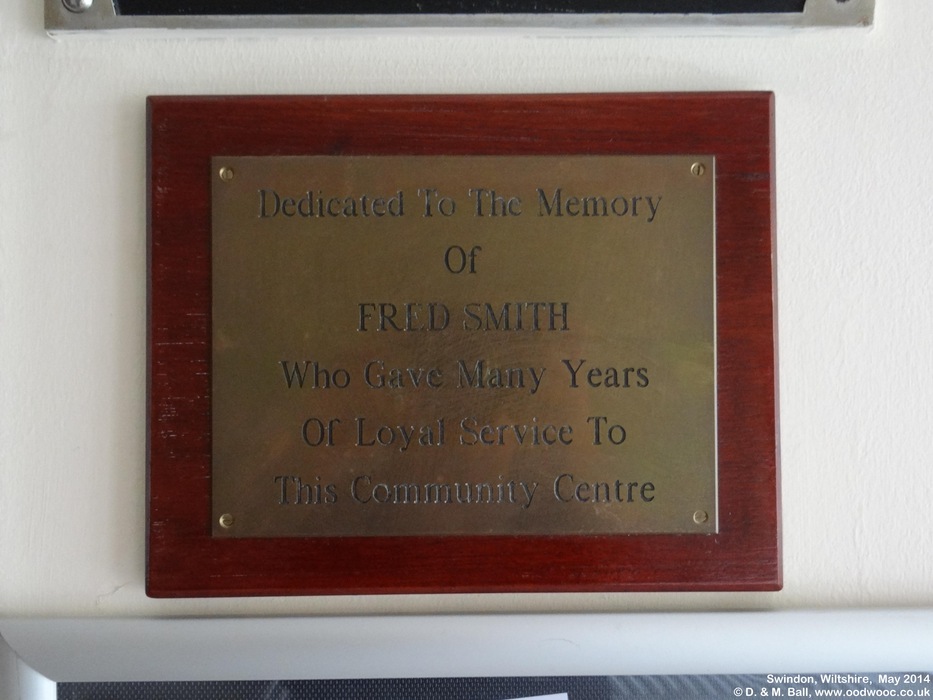 Dedicated To The Memory
Of
FRED SMITH
Who Gave Many Years
Of Loyal Service To
This Community Centre
Swindon, Wiltshire, May 2014
© D. & M. Ball, www.oodwooc.co.uk